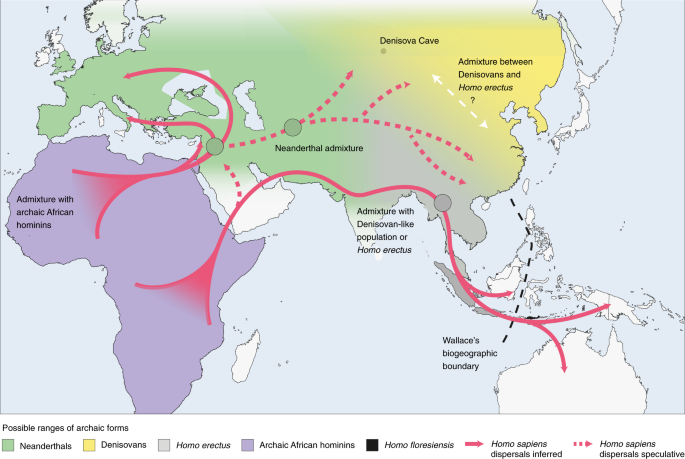 Denisova Cave
Admixture between
Denisovans and
Homo erectus
?
Neanderthal admixture
Admixture with
archaic African
hominins
Admixture with
Denisovan-like
population or
Homo erectus
Wallace's
biogeographic
boundary
Possible ranges of archaic forms
Neanderthals
Denisovans
Homo erectus
Archaic African hominins
Homo floresiensis
Homo sapiens
dispersals inferred
Homo sapiens
dispersals speculative